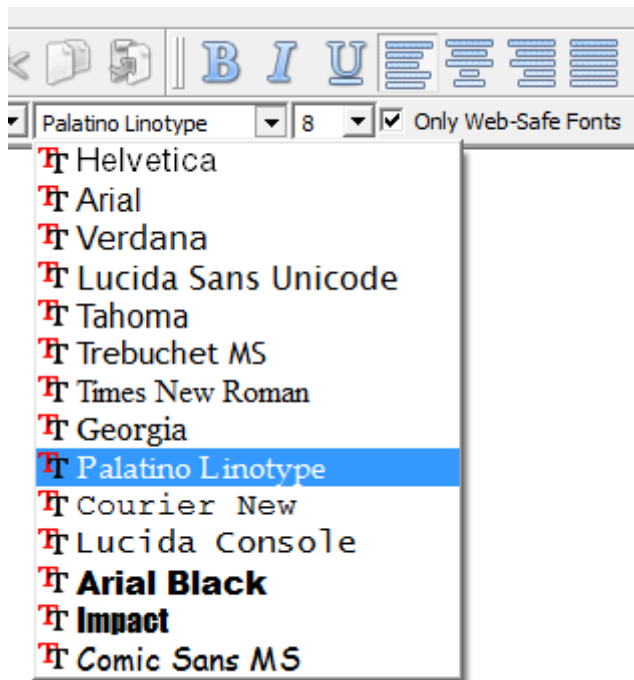 B I U
Palatino Linotype 8 Only Web-Safe Fonts
Helvetica
Arial
Verdana
Lucida Sans Unicode
Tahoma
Trebuchet MS
Times New Roman
Georgia
Palatino Linotype
Courier New
Lucida Console
Arial Black
Impact
Comic Sans MS